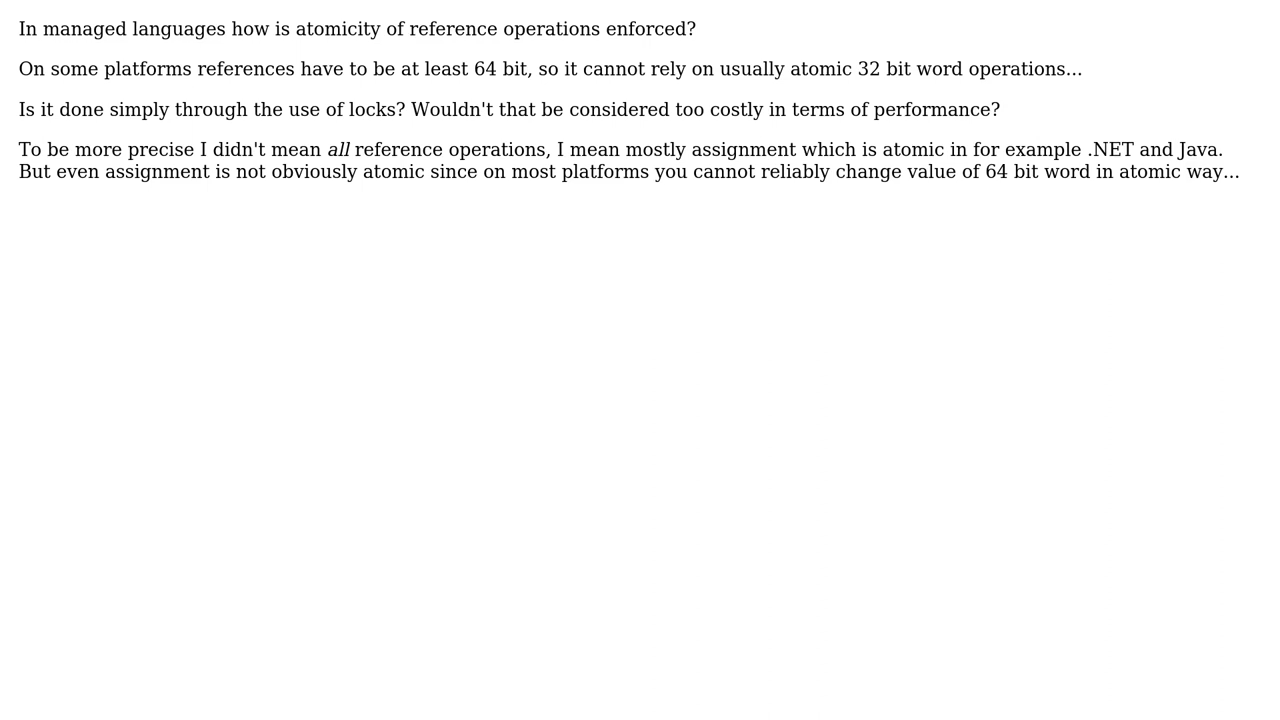 In managed languages how is atomicity of reference operations enforced?
On some platforms references have to be at least 64 bit, so it cannot rely on usually atomic 32 bit word operations...
Is it done simply through the use of locks? Wouldn't that be considered too costly in terms of performance?
To be more precise I didn't mean all reference operations, I mean mostly assignment which is atomic in for example .NET and Java.
But even assignment is not obviously atomic since on most platforms you cannot reliably change value of 64 bit word in atomic way...